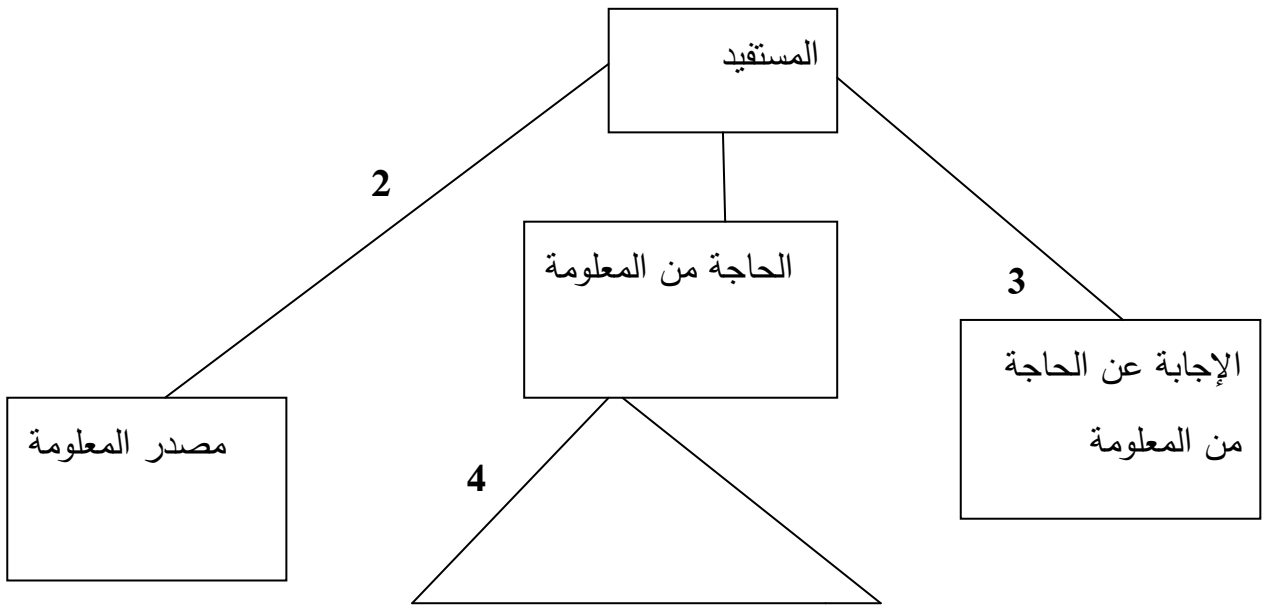 المستفيد
2
الحاجة من المعلومة
3
الإجابة عن الحاجة
من المعلومة
مصدر المعلومة
4